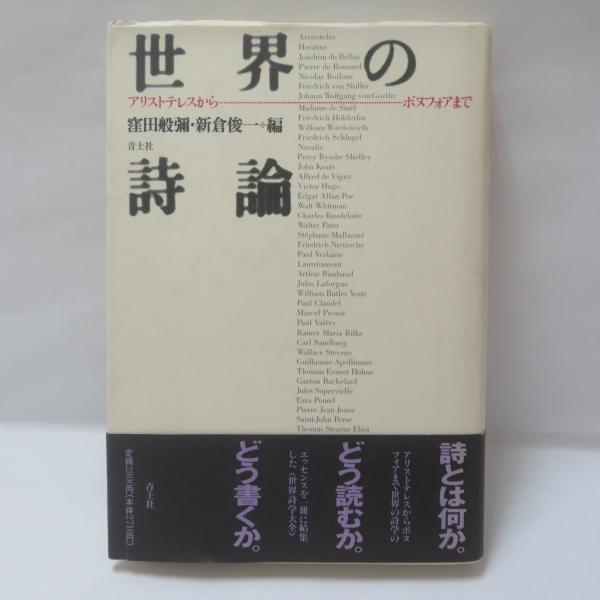 世界の
アリストテレスから……ボヌフォアまで
窪田般彌・新倉俊一＋編
青土社
詩論
Aristotelēs
Horatius
Joachim du Bellay
Pierre de Ronsard
Nicolas Boileau
Friedrich von Shiller
Johann Wolfgang von Goethe
Madame de Staël
Friedrich Hölderlin
William Wordsworth
Friedrich Schlegel
Novalis
Percy Bysshe Shelley
John Keats
Alfred de Vigny
Victor Hugo
Edgar Allan Poe
Walt Whitman
Charles Baudelaire
Walter Pater
Stéphane Mallarmé
Friedrich Nietzsche
Paul Verlaine
Lautréamont
Arthur Rimbaud
Jules Laforgue
William Butler Yeats
Paul Claudel
Marcel Proust
Paul Valéry
Rainer Maria Rilke
Carl Sandburg
Wallace Stevens
Guillaume Apollinaire
Thomas Ernest Hulme
Gaston Bachelard
Jules Supervielle
Ezra Pound
Pierre Jean Jouve
Saint-John Perse
Thomas Stearns Eliot
詩とは何か。
アリストテレスからボヌ
フォアまで世界の詩学の
どう読むか。
エッセンスを一冊に結集
した〈世界詩学大全〉
どう書くか。
青土社